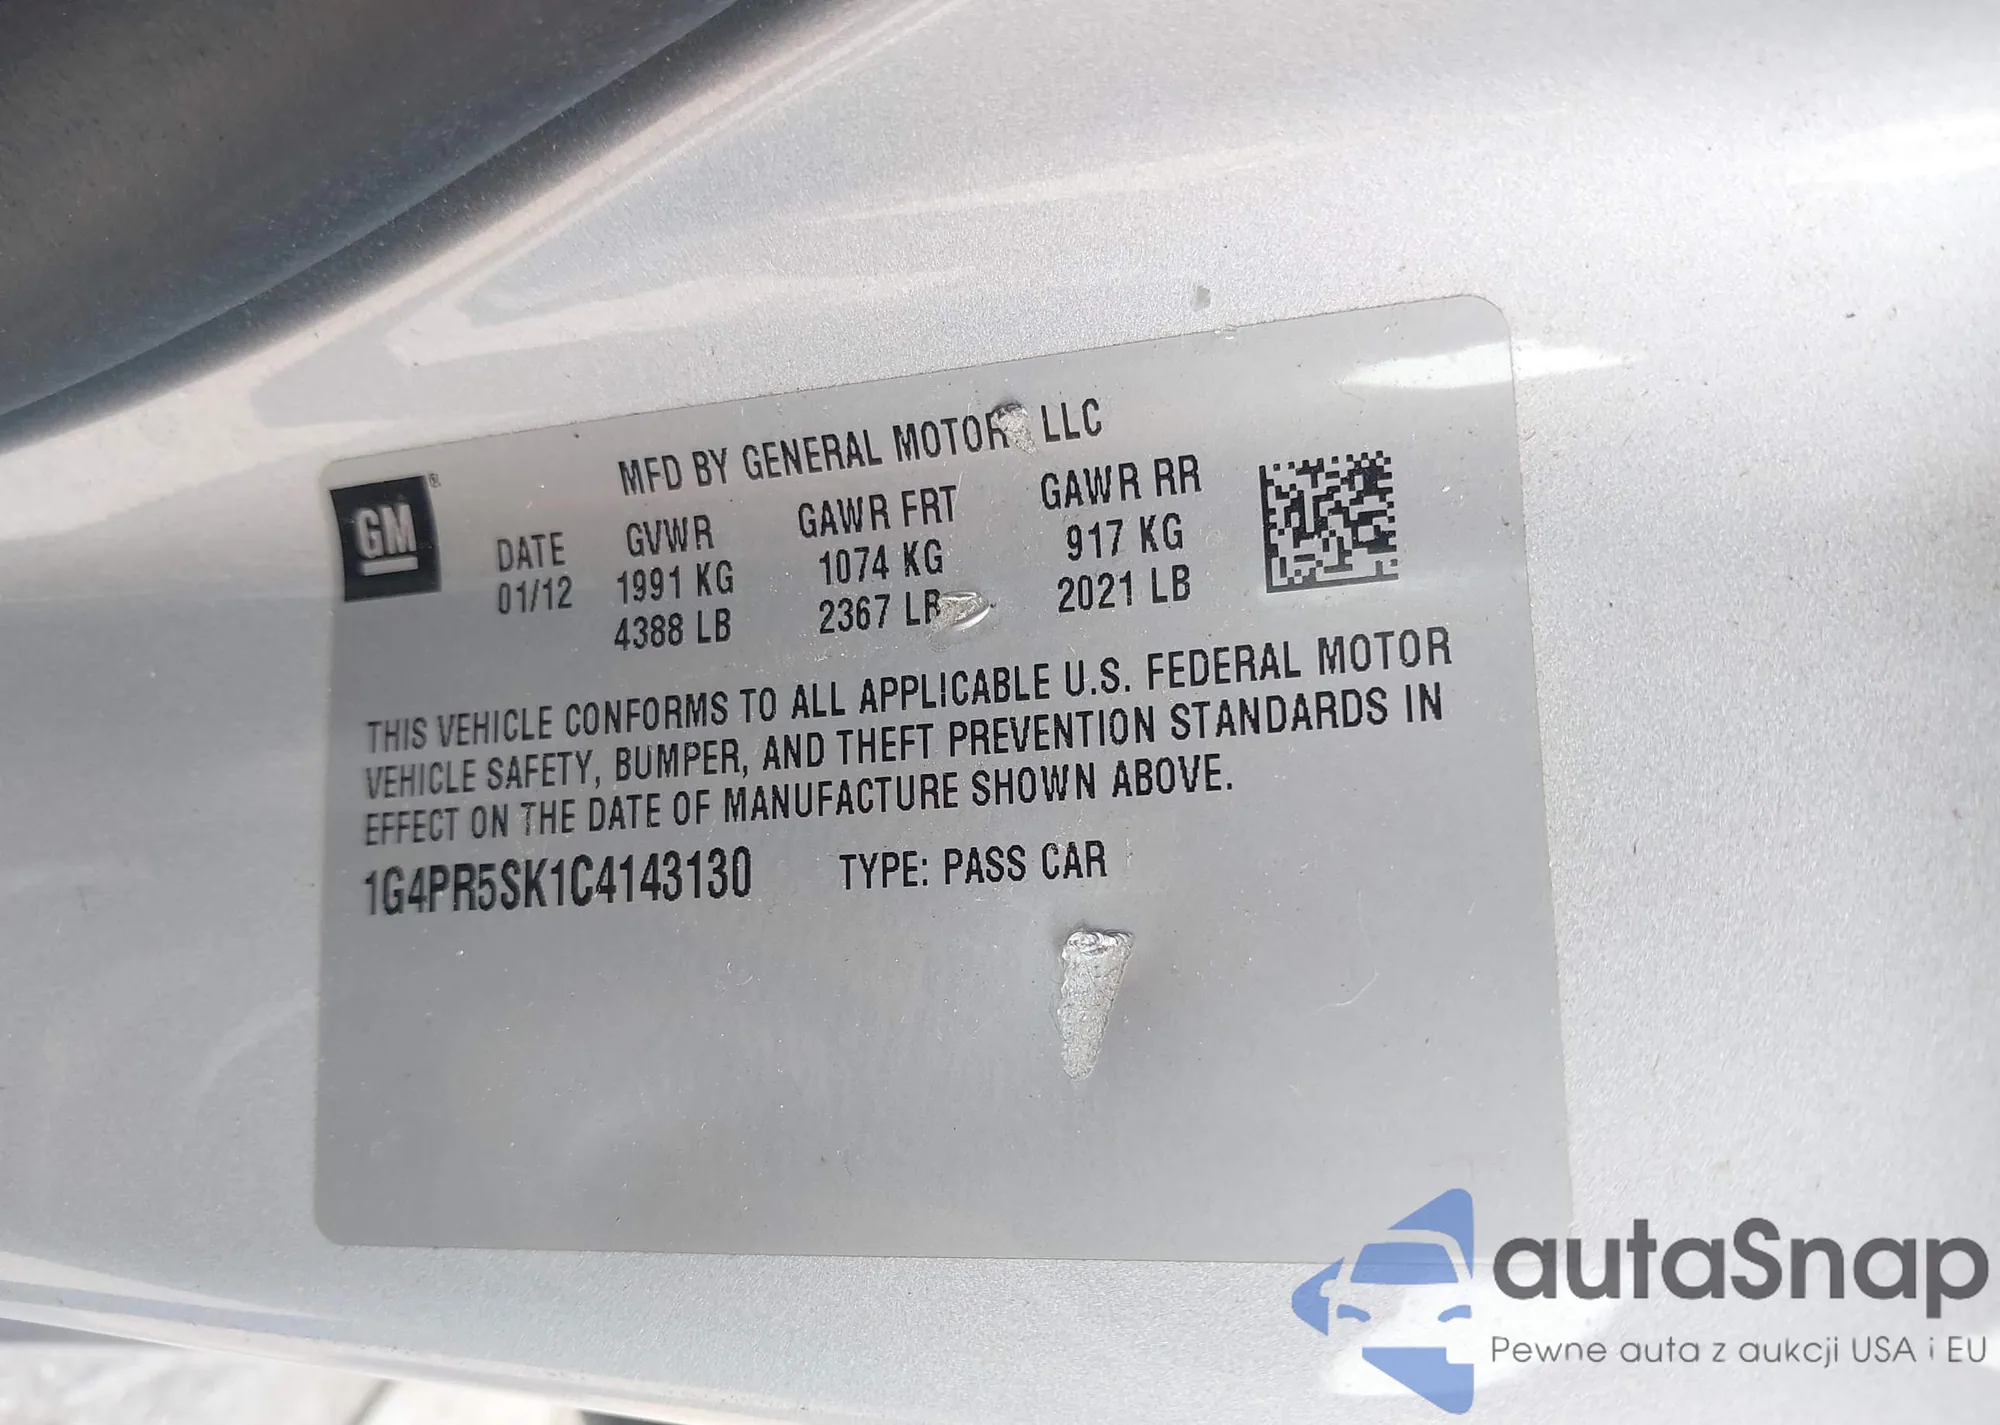 MFD BY GENERAL MOTOR LLC
GM ®
DATE GVWR GAWR FRT GAWR RR
01/12 1991 KG 1074 KG 917 KG
4388 LB 2367 LB 2021 LB
THIS VEHICLE CONFORMS TO ALL APPLICABLE U.S. FEDERAL MOTOR
VEHICLE SAFETY, BUMPER, AND THEFT PREVENTION STANDARDS IN
EFFECT ON THE DATE OF MANUFACTURE SHOWN ABOVE.
1G4PR5SK1C4143130 TYPE: PASS CAR
autaSnap
Pewne auta z aukcji USA i EU